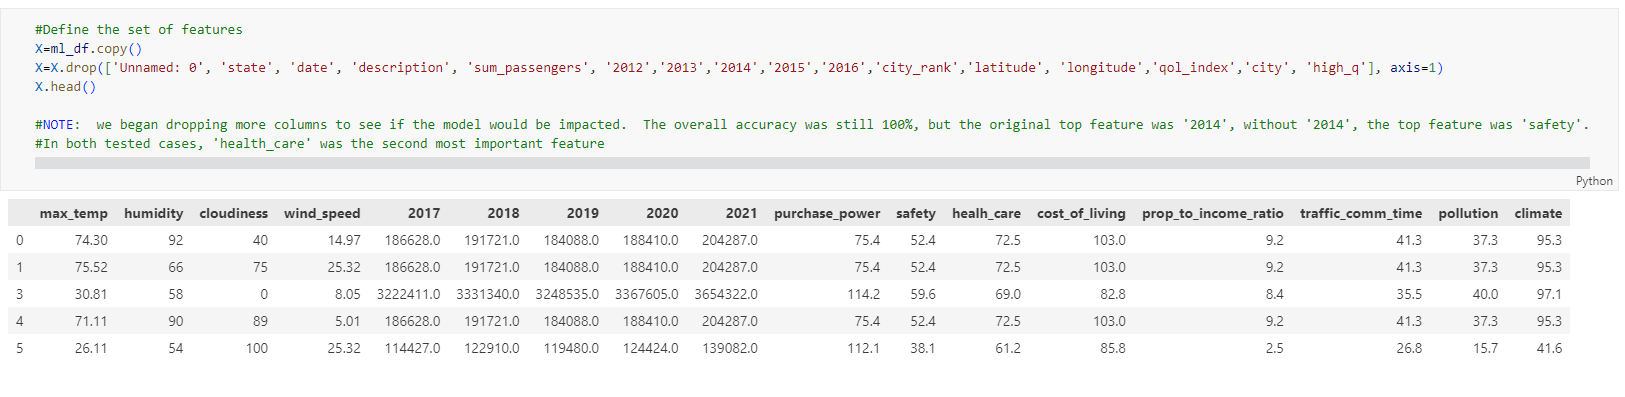 #Define the set of features
X=ml_df.copy()
X=X.drop(['Unnamed: 0', 'state', 'date', 'description', 'sum_passengers', '2012','2013','2014','2015','2016','city_rank','latitude', 'longitude','qol_index','city', 'high_q'], axis=1)
X.head()
#NOTE:  we began dropping more columns to see if the model would be impacted.  The overall accuracy was still 100%, but the original top feature was '2014', without '2014', the top feature was 'safety'.
#In both tested cases, 'health_care' was the second most important feature
Python
max_temp humidity cloudiness wind_speed 2017 2018 2019 2020 2021 purchase_power safety healh_care cost_of_living prop_to_income_ratio traffic_comm_time pollution climate
0 74.30 92 40 14.97 186628.0 191721.0 184088.0 188410.0 204287.0 75.4 52.4 72.5 103.0 9.2 41.3 37.3 95.3
1 75.52 66 75 25.32 186628.0 191721.0 184088.0 188410.0 204287.0 75.4 52.4 72.5 103.0 9.2 41.3 37.3 95.3
3 30.81 58 0 8.05 3222411.0 3331340.0 3248535.0 3367605.0 3654322.0 114.2 59.6 69.0 82.8 8.4 35.5 40.0 97.1
4 71.11 90 89 5.01 186628.0 191721.0 184088.0 188410.0 204287.0 75.4 52.4 72.5 103.0 9.2 41.3 37.3 95.3
5 26.11 54 100 25.32 114427.0 122910.0 119480.0 124424.0 139082.0 112.1 38.1 61.2 85.8 2.5 26.8 15.7 41.6